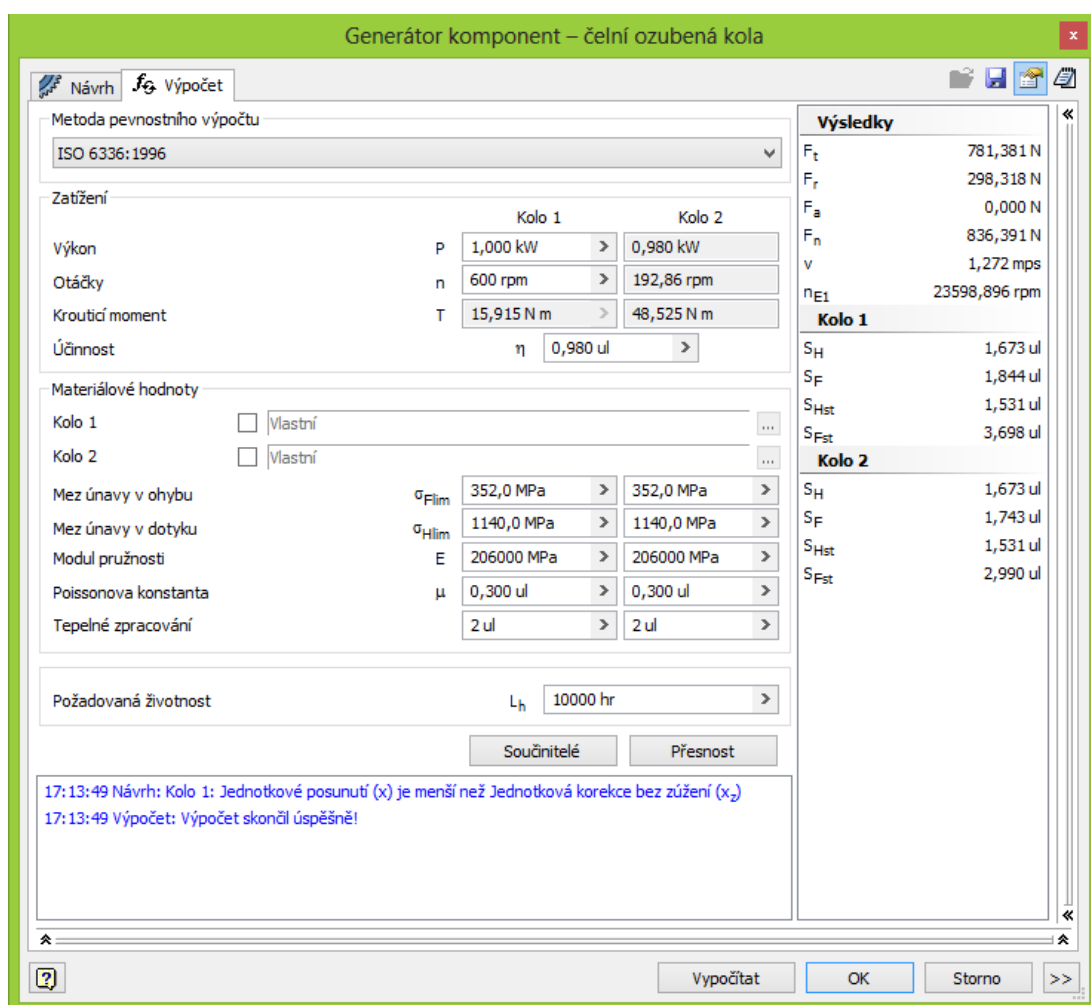 Generátor komponent – čelní ozubená kola
x
Návrh
Výpočet
Metoda pevnostního výpočtu
ISO 6336:1996
Zatížení
Kolo 1 Kolo 2
Výkon P 1,000 kW > 0,980 kW
Otáčky n 600 rpm > 192,86 rpm
Krouticí moment T 15,915 N m > 48,525 N m
Účinnost η 0,980 ul >
Materiálové hodnoty
Kolo 1 Vlastní ...
Kolo 2 Vlastní ...
Mez únavy v ohybu σFlim 352,0 MPa > 352,0 MPa >
Mez únavy v dotyku σHlim 1140,0 MPa > 1140,0 MPa >
Modul pružnosti E 206000 MPa > 206000 MPa >
Poissonova konstanta μ 0,300 ul > 0,300 ul >
Tepelné zpracování 2 ul > 2 ul >
Požadovaná životnost Lh 10000 hr >
Součinitelé Přesnost
17:13:49 Návrh: Kolo 1: Jednotkové posunutí (x) je menší než Jednotková korekce bez zúžení (xz)
17:13:49 Výpočet: Výpočet skončil úspěšně!
Výsledky
Ft 781,381 N
Fr 298,318 N
Fa 0,000 N
Fn 836,391 N
v 1,272 mps
nE1 23598,896 rpm
Kolo 1
SH 1,673 ul
SF 1,844 ul
SHst 1,531 ul
SFst 3,698 ul
Kolo 2
SH 1,673 ul
SF 1,743 ul
SHst 1,531 ul
SFst 2,990 ul
? Vypočítat OK Storno >>